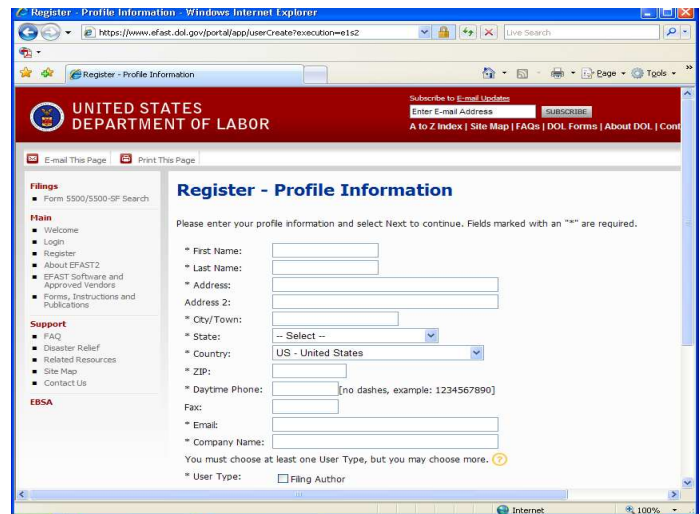 Register - Profile Information - Windows Internet Explorer
https://www.efast.dol.gov/portal/app/userCreate?execution=e1s2
Live Search
Register - Profile Information
Page
Tools
UNITED STATES
DEPARTMENT OF LABOR
Subscribe to E-mail Updates
Enter E-mail Address
SUBSCRIBE
A to Z Index | Site Map | FAQs | DOL Forms | About DOL | Cont
E-mail This Page
Print This Page
Filings
Form 5500/5500-SF Search
Main
Welcome
Login
Register
About EFAST2
EFAST Software and
Approved Vendors
Forms, Instructions and
Publications
Support
FAQ
Disaster Relief
Related Resources
Site Map
Contact Us
EBSA
Register - Profile Information
Please enter your profile information and select Next to continue. Fields marked with an "*" are required.
* First Name:
* Last Name:
* Address:
Address 2:
* City/Town:
* State: -- Select --
* Country: US - United States
* ZIP:
* Daytime Phone: [no dashes, example: 1234567890]
Fax:
* Email:
* Company Name:
You must choose at least one User Type, but you may choose more. ?
* User Type: Filing Author
Internet
100%